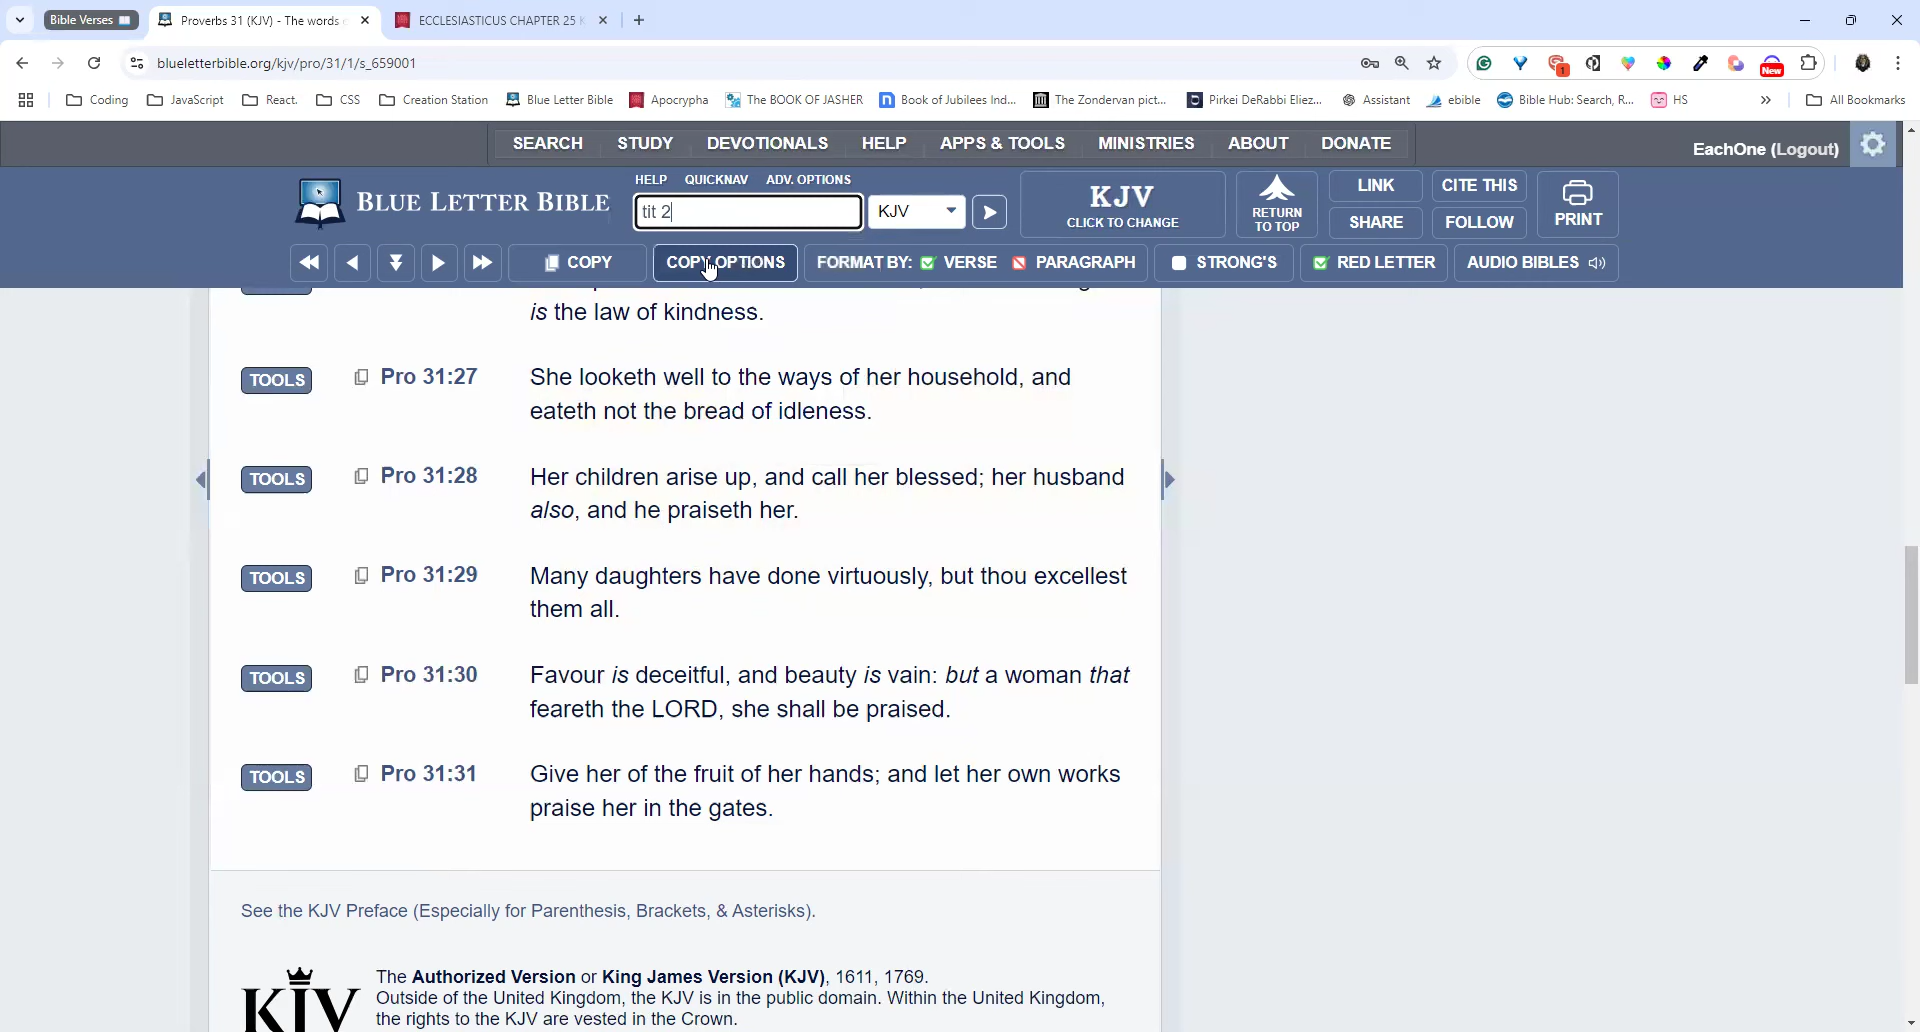 Bible Verses
Proverbs 31 (KJV) - The words
ECCLESIASTICUS CHAPTER 25 K
blueletterbible.org/kjv/pro/31/1/s_659001
1
New
Coding
JavaScript
React.
CSS
Creation Station
Blue Letter Bible
Apocrypha
The BOOK OF JASHER
Book of Jubilees Ind...
The Zondervan pict...
Pirkei DeRabbi Eliez...
Assistant
ebible
Bible Hub: Search, R...
HS
»
All Bookmarks
SEARCH
STUDY
DEVOTIONALS
HELP
APPS & TOOLS
MINISTRIES
ABOUT
DONATE
EachOne (Logout)
BLUE LETTER BIBLE
HELP QUICKNAV ADV. OPTIONS
tit 2
KJV
KJV
CLICK TO CHANGE
RETURN
TO TOP
LINK
CITE THIS
SHARE
FOLLOW
PRINT
COPY
COPY OPTIONS
FORMAT BY: VERSE PARAGRAPH
STRONG'S
RED LETTER
AUDIO BIBLES
is the law of kindness.
TOOLS Pro 31:27 She looketh well to the ways of her household, and
eateth not the bread of idleness.
TOOLS Pro 31:28 Her children arise up, and call her blessed; her husband
also, and he praiseth her.
TOOLS Pro 31:29 Many daughters have done virtuously, but thou excellest
them all.
TOOLS Pro 31:30 Favour is deceitful, and beauty is vain: but a woman that
feareth the LORD, she shall be praised.
TOOLS Pro 31:31 Give her of the fruit of her hands; and let her own works
praise her in the gates.
See the KJV Preface (Especially for Parenthesis, Brackets, & Asterisks).
KJV
The Authorized Version or King James Version (KJV), 1611, 1769.
Outside of the United Kingdom, the KJV is in the public domain. Within the United Kingdom,
the rights to the KJV are vested in the Crown.